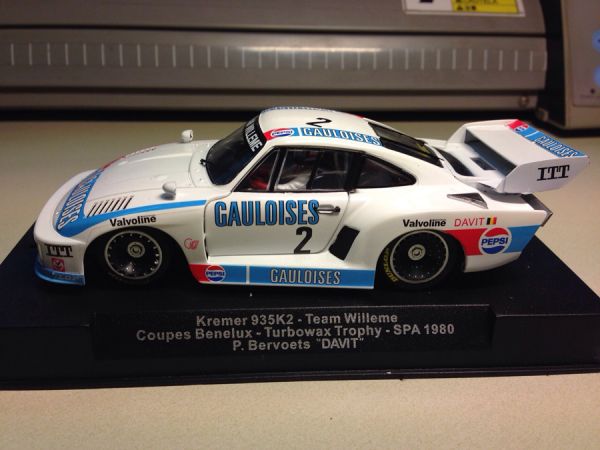 2
GAULOISES
WILLEME
ITT
GAULOISES
2
Valvoline
ITT
Valvoline DAVIT
PEPSI
PEPSI
GAULOISES
Kremer 935K2 - Team Willeme
Coupes Benelux - Turbowax Trophy - SPA 1980
P. Bervoets "DAVIT"